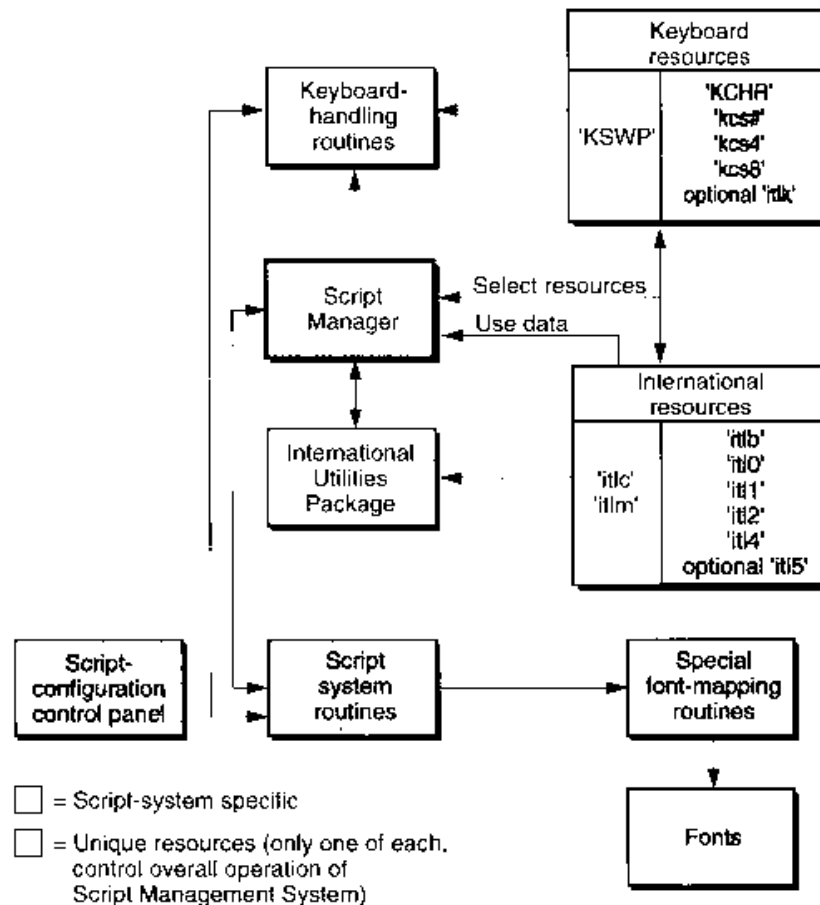 Keyboard
resources
'KSWP'
'KCHR'
'kcs#'
'kcs4'
'kcs8'
optional 'itlk'
Keyboard-
handling
routines
Script
Manager
Select resources
Use data
International
Utilities
Package
International
resources
'itlc'
'itlm'
'itlb'
'itl0'
'itl1'
'itl2'
'itl4'
optional 'itl5'
Script-
configuration
control panel
Script
system
routines
Special
font-mapping
routines
Fonts
= Script-system specific
= Unique resources (only one of each,
control overall operation of
Script Management System)